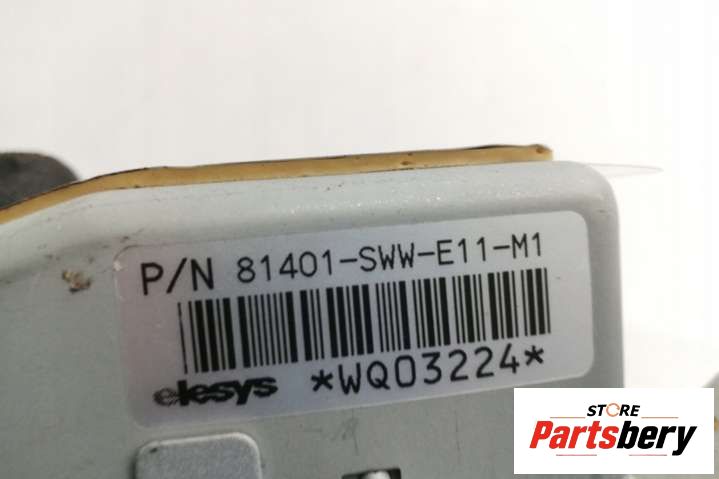 P/N 81401-SWW-E11-M1
elesys *WQ03224*
STORE
Partsbery